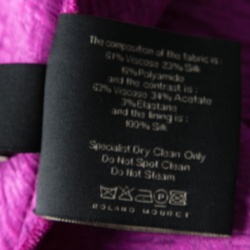 The composition of the fabric is :
61% Viscose 23% Silk
16% Polyamide
and the contrast is :
63% Viscose 34% Acetate
3% Elastane
and the lining is :
100% Silk
Specialist Dry Clean Only
Do Not Spot Clean
Do Not Steam
ROLAND MOURET